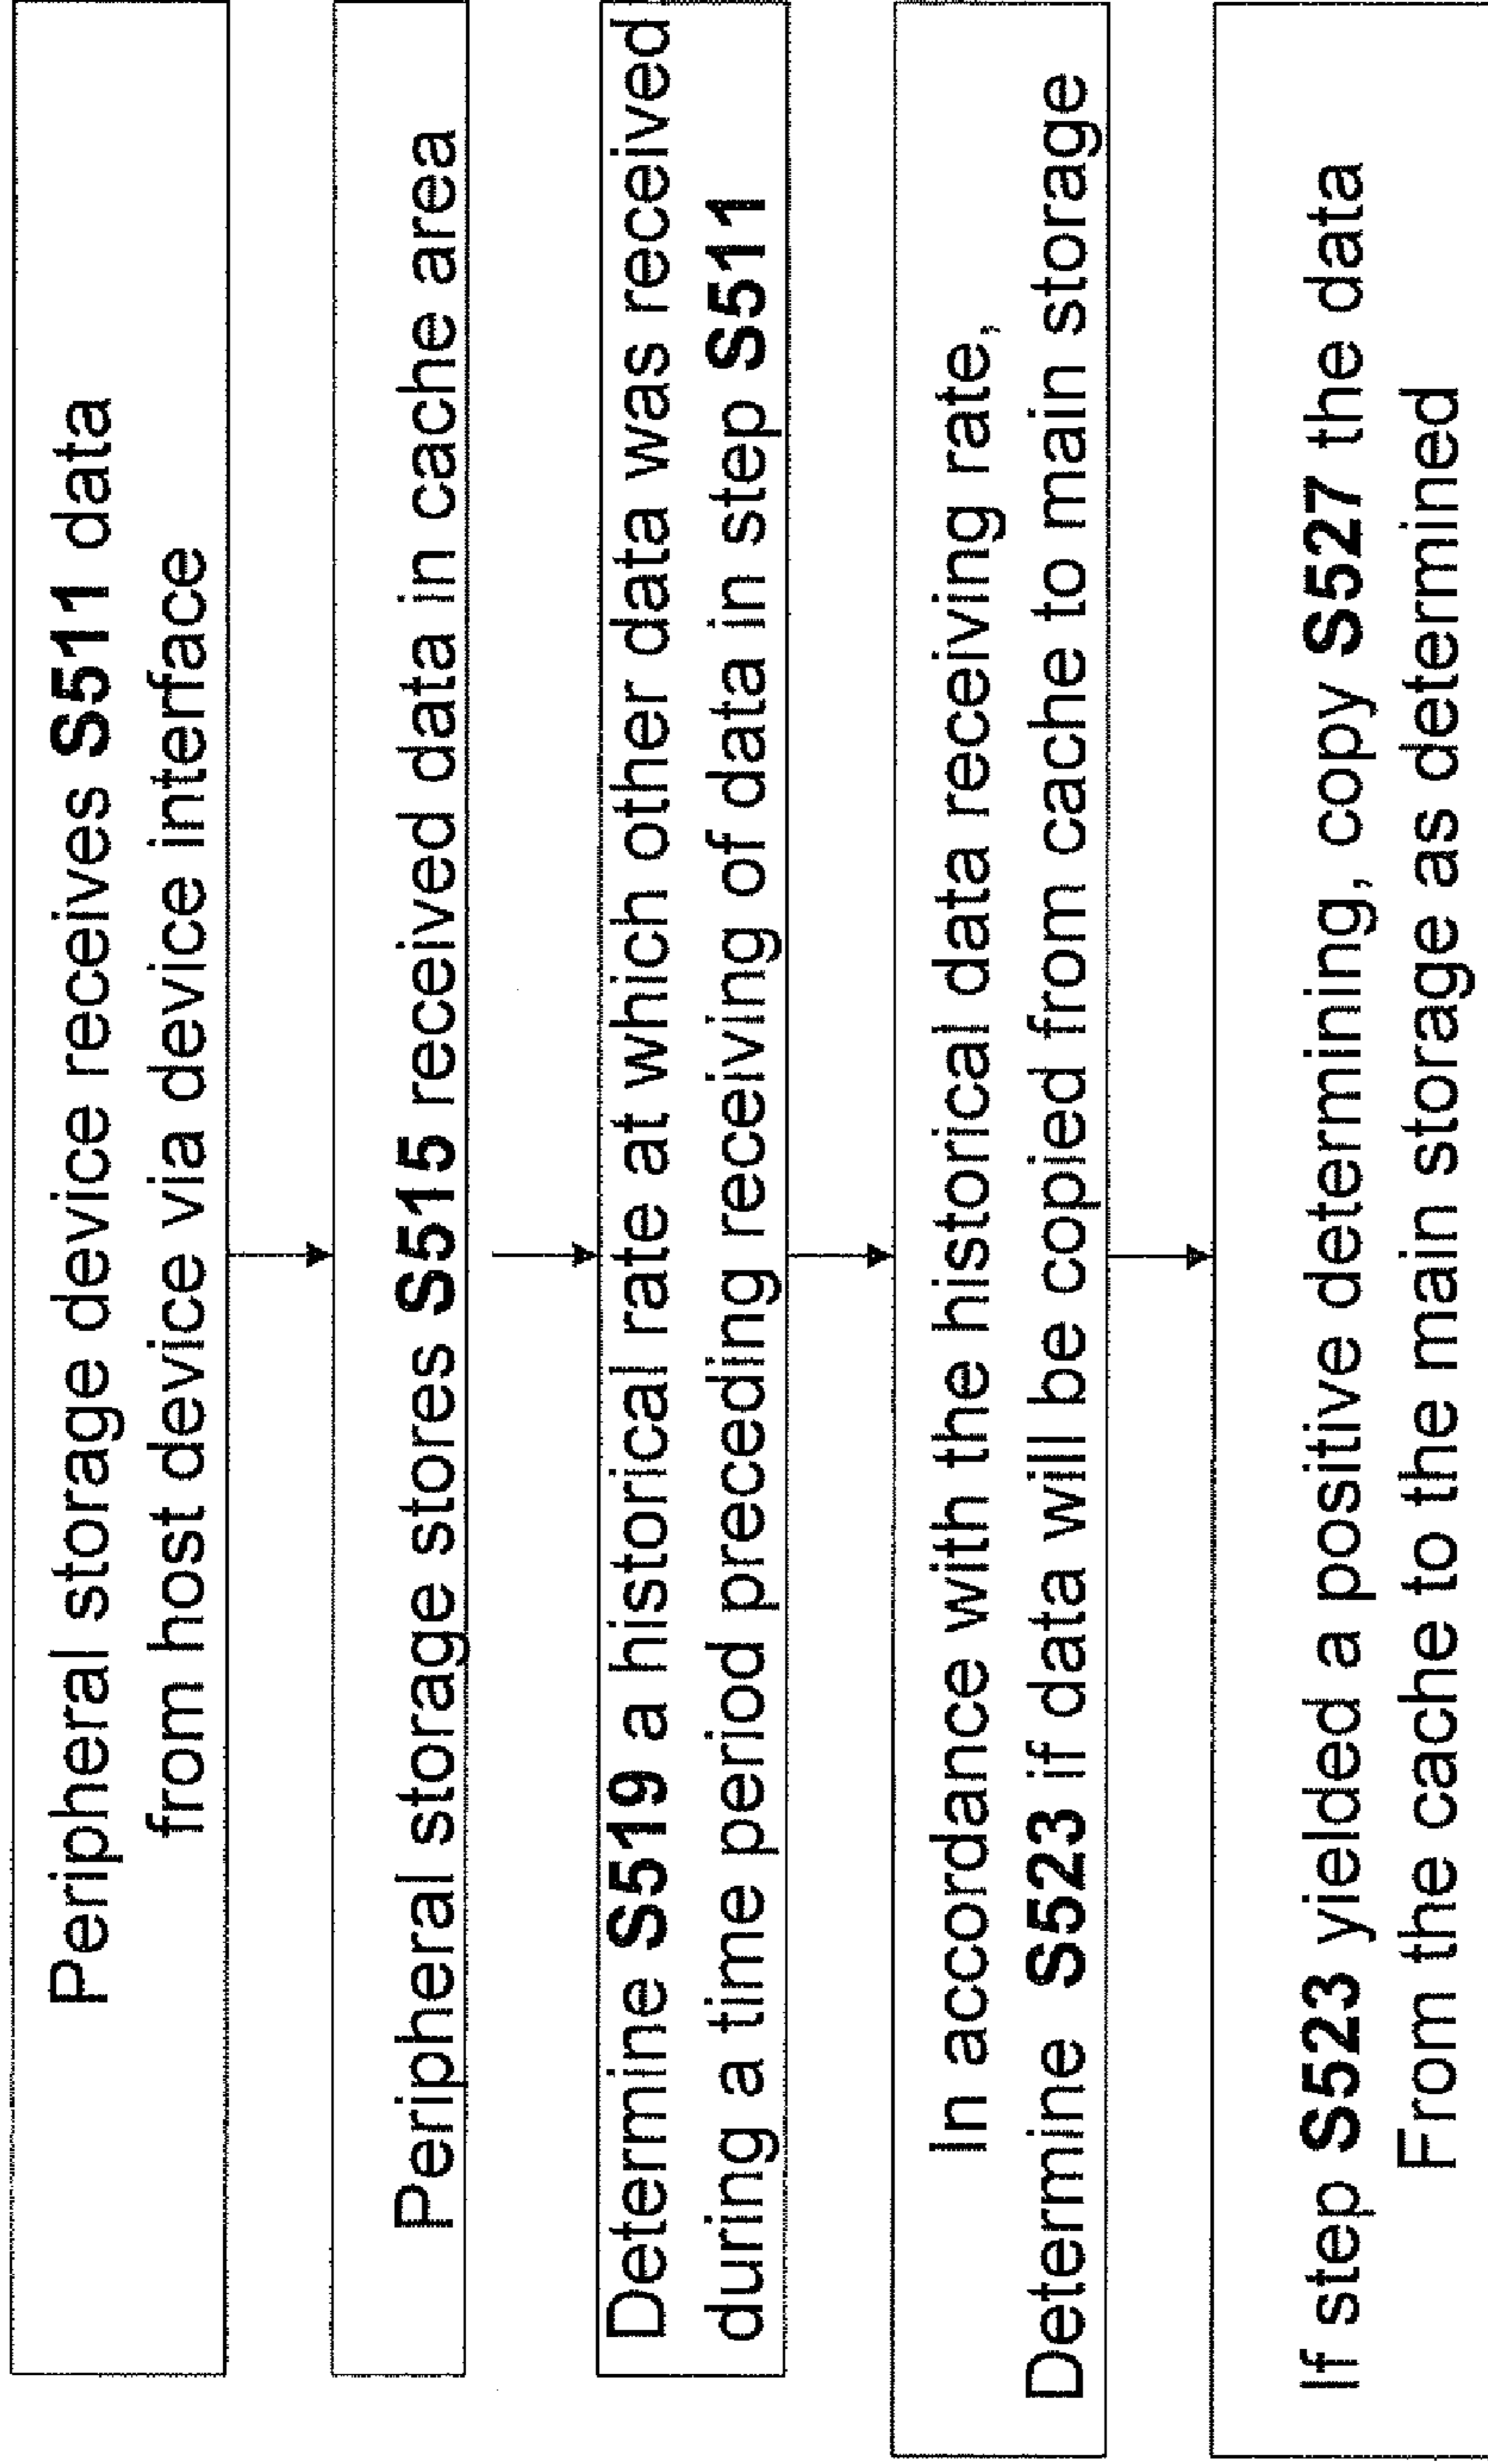 Peripheral storage device receives S511 data
from host device via device interface
Peripheral storage stores S515 received data in cache area
Determine S519 a historical rate at which other data was received
during a time period preceding receiving of data in step S511
In accordance with the historical data receiving rate,
Determine S523 if data will be copied from cache to main storage
If step S523 yielded a positive determining, copy S527 the data
From the cache to the main storage as determined